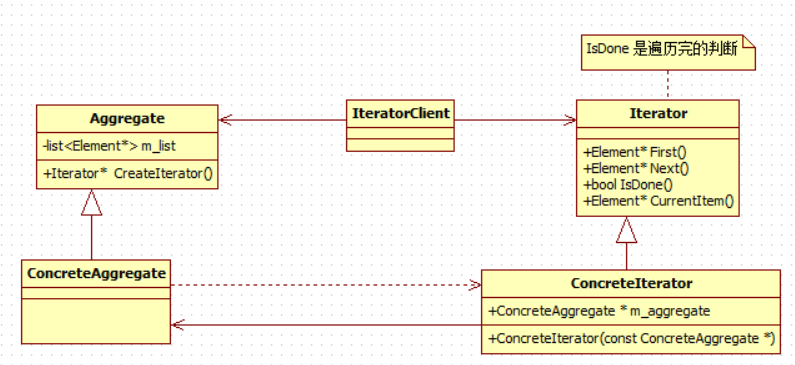 IsDone 是遍历完的判断
Aggregate
-list<Element*> m_list
+Iterator* CreateIterator()
IteratorClient
Iterator
+Element* First()
+Element* Next()
+bool IsDone()
+Element* CurrentItem()
ConcreteAggregate
ConcreteIterator
+ConcreteAggregate * m_aggregate
+ConcreteIterator(const ConcreteAggregate *)